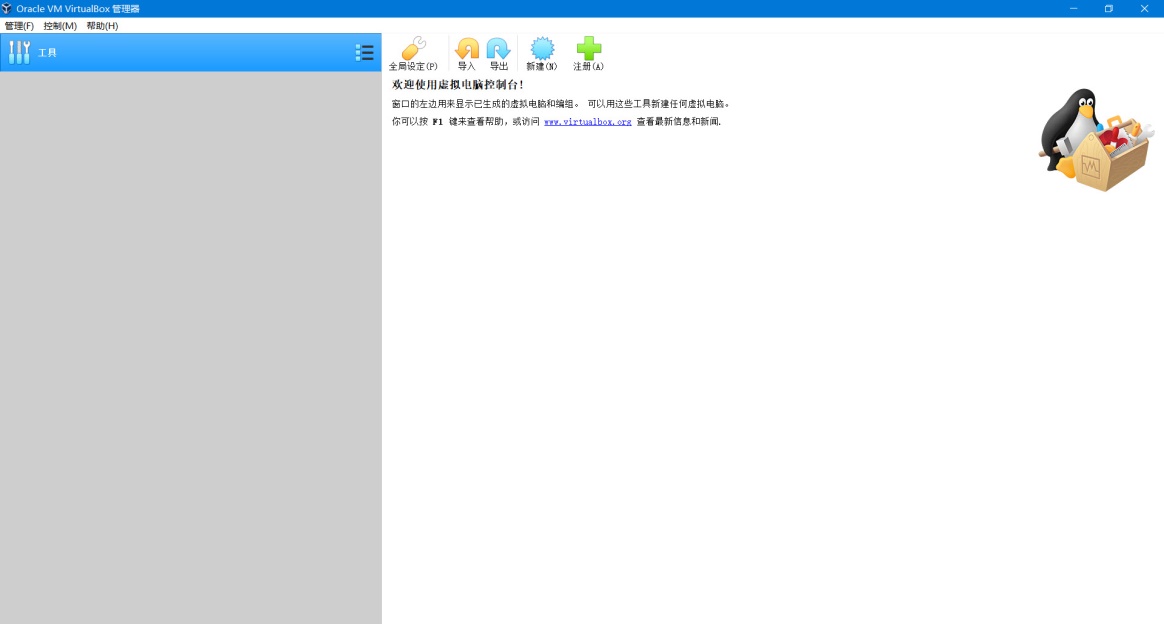 Oracle VM VirtualBox 管理器
管理(F) 控制(M) 帮助(H)
工具
全局设定(P) 导入 导出 新建(N) 注册(A)
欢迎使用虚拟电脑控制台!
窗口的左边用来显示已生成的虚拟电脑和编组。 可以用这些工具新建任何虚拟电脑。
你可以按 F1 键来查看帮助, 或访问 www.virtualbox.org 查看最新信息和新闻.